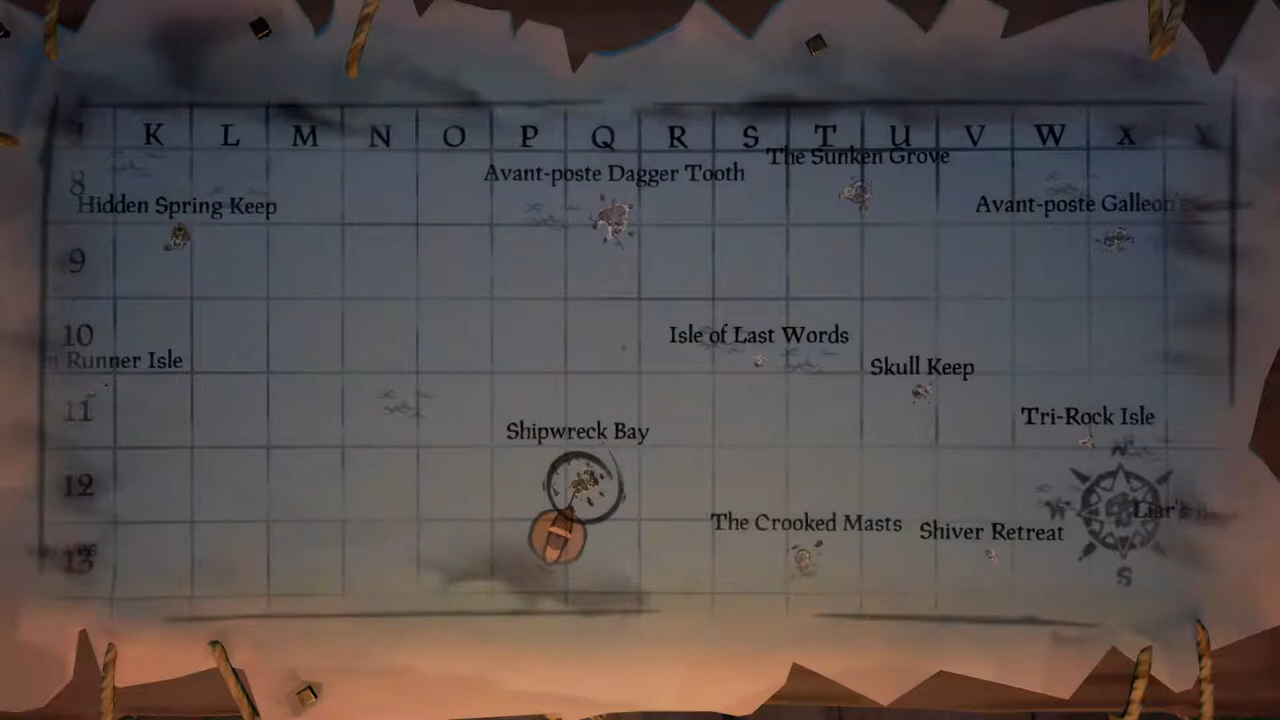 K L M N O P Q R S T U V W X Y
The Sunken Grove
Avant-poste Dagger Tooth
8
Hidden Spring Keep
Avant-poste Galleon's
9
10
Isle of Last Words
Runner Isle
Skull Keep
11
Tri-Rock Isle
Shipwreck Bay
N
12
W
Liar's
The Crooked Masts
Shiver Retreat
13
S